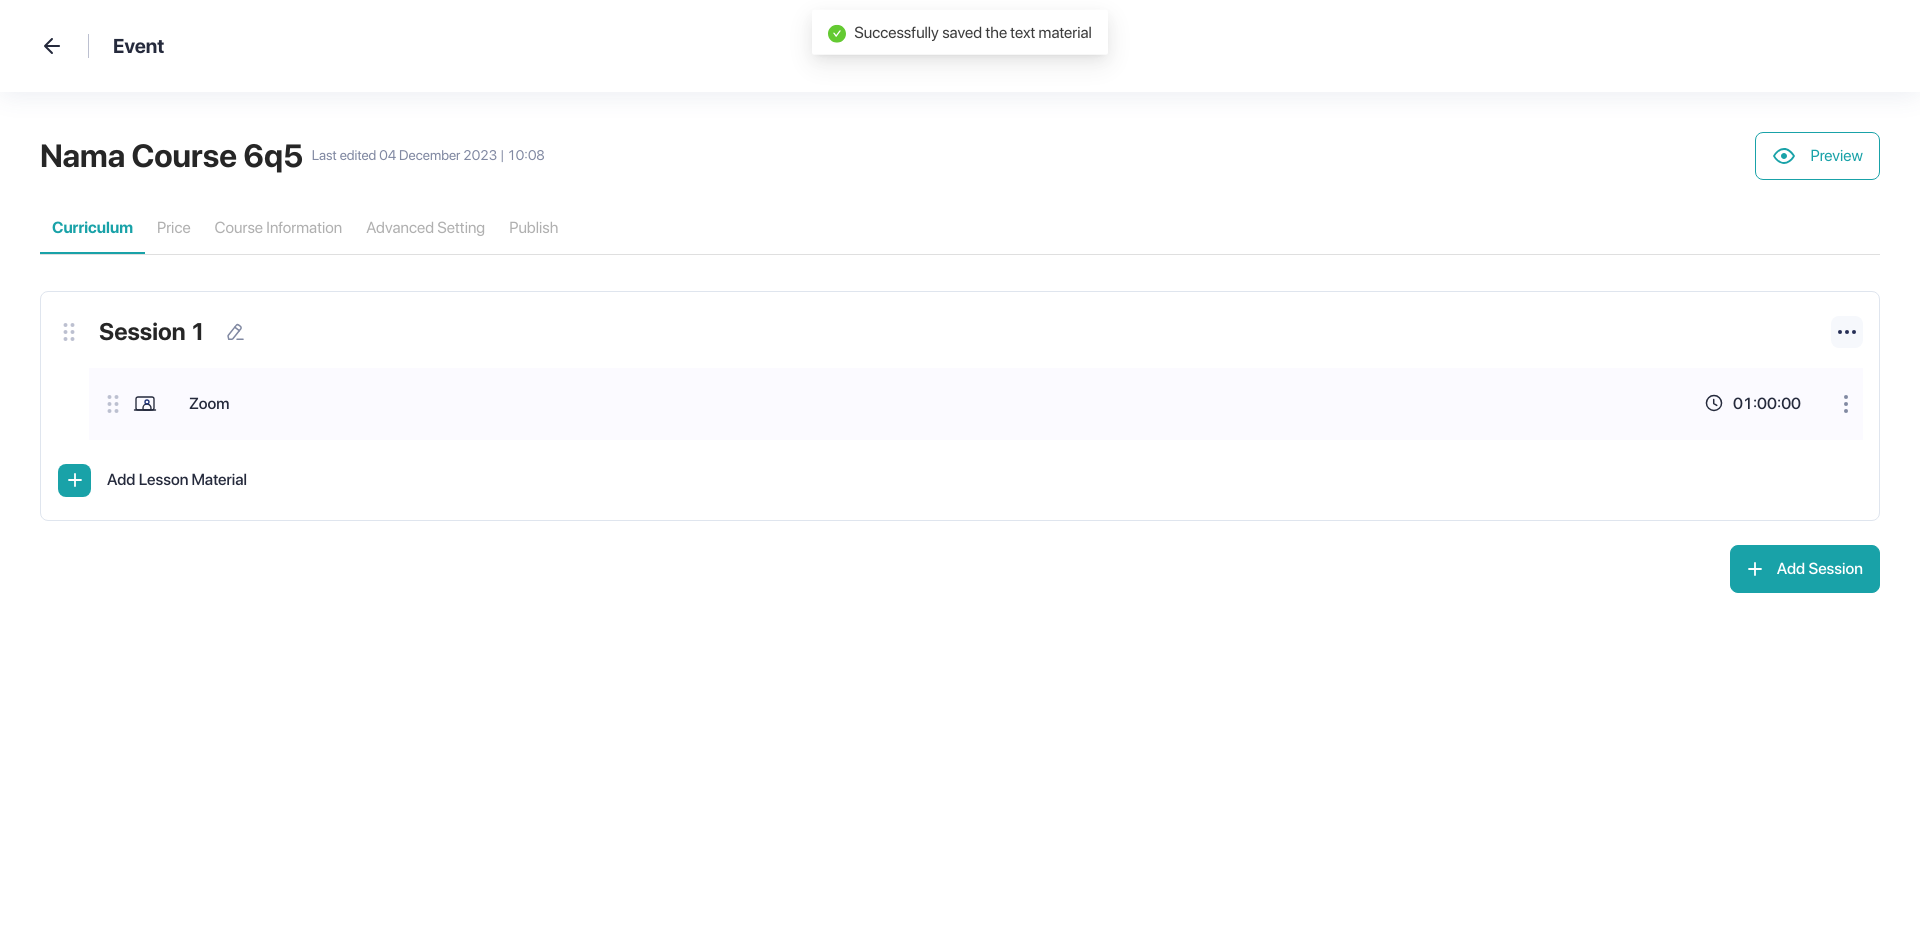 Event
Successfully saved the text material
Nama Course 6q5 Last edited 04 December 2023 | 10:08
Preview
Curriculum Price Course Information Advanced Setting Publish
Session 1
Zoom 01:00:00
Add Lesson Material
Add Session